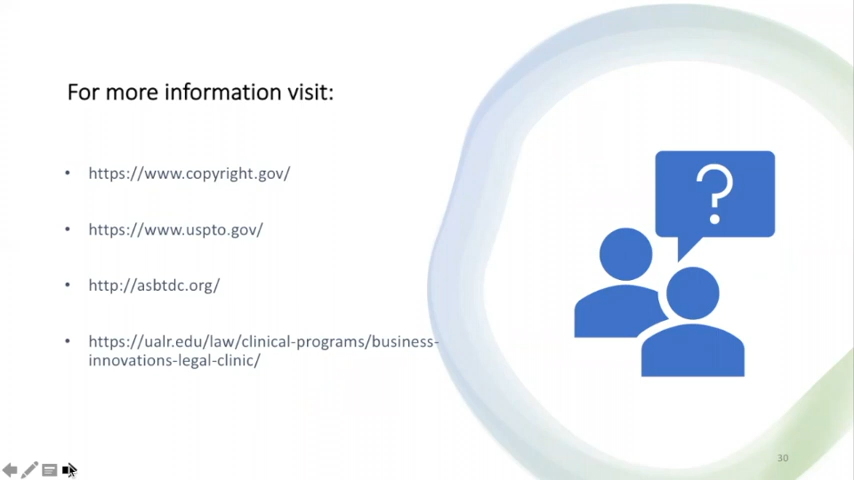 For more information visit:
• https://www.copyright.gov/
• https://www.uspto.gov/
• http://asbtdc.org/
• https://ualr.edu/law/clinical-programs/business-
innovations-legal-clinic/
?
30